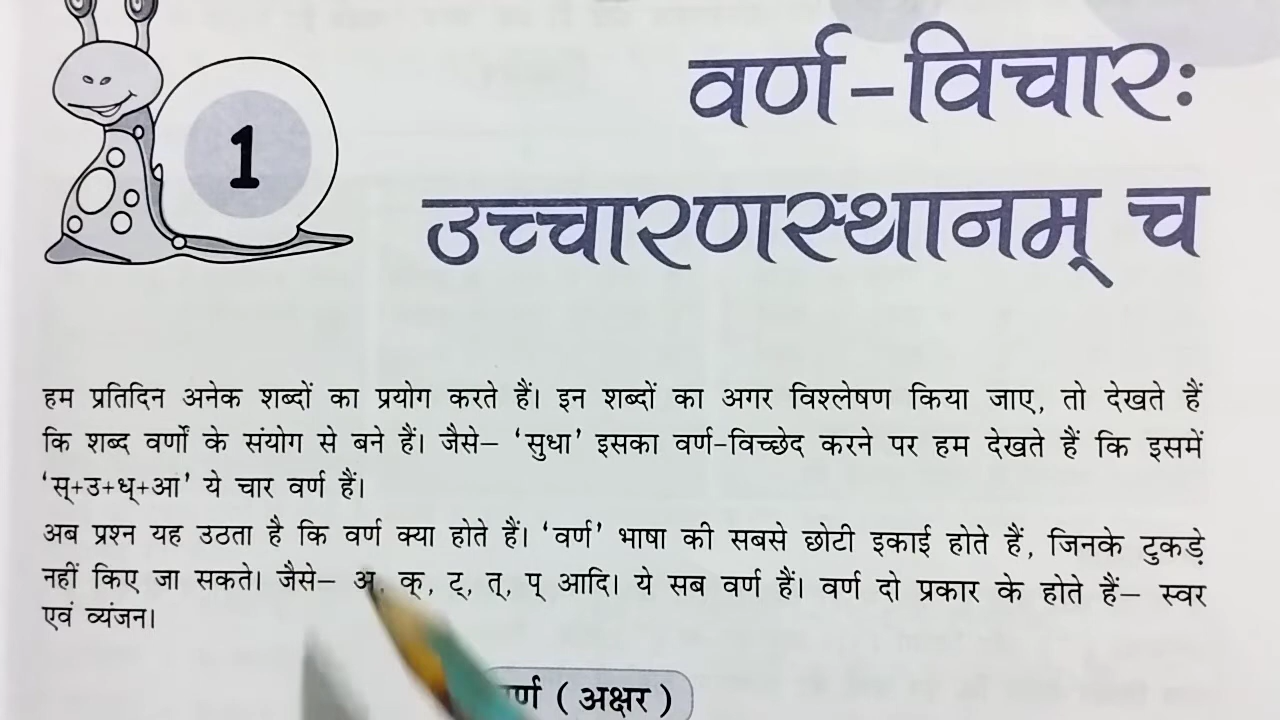 1
वर्ण-विचारः
उच्चारणस्थानम् च
हम प्रतिदिन अनेक शब्दों का प्रयोग करते हैं। इन शब्दों का अगर विश्लेषण किया जाए, तो देखते हैं
कि शब्द वर्णों के संयोग से बने हैं। जैसे– ‘सुधा’ इसका वर्ण-विच्छेद करने पर हम देखते हैं कि इसमें
‘स्+उ+ध्+आ’ ये चार वर्ण हैं।
अब प्रश्न यह उठता है कि वर्ण क्या होते हैं। ‘वर्ण’ भाषा की सबसे छोटी इकाई होते हैं, जिनके टुकड़े
नहीं किए जा सकते। जैसे– अ, क्, ट्, त्, प् आदि। ये सब वर्ण हैं। वर्ण दो प्रकार के होते हैं– स्वर
एवं व्यंजन।
(अक्षर)